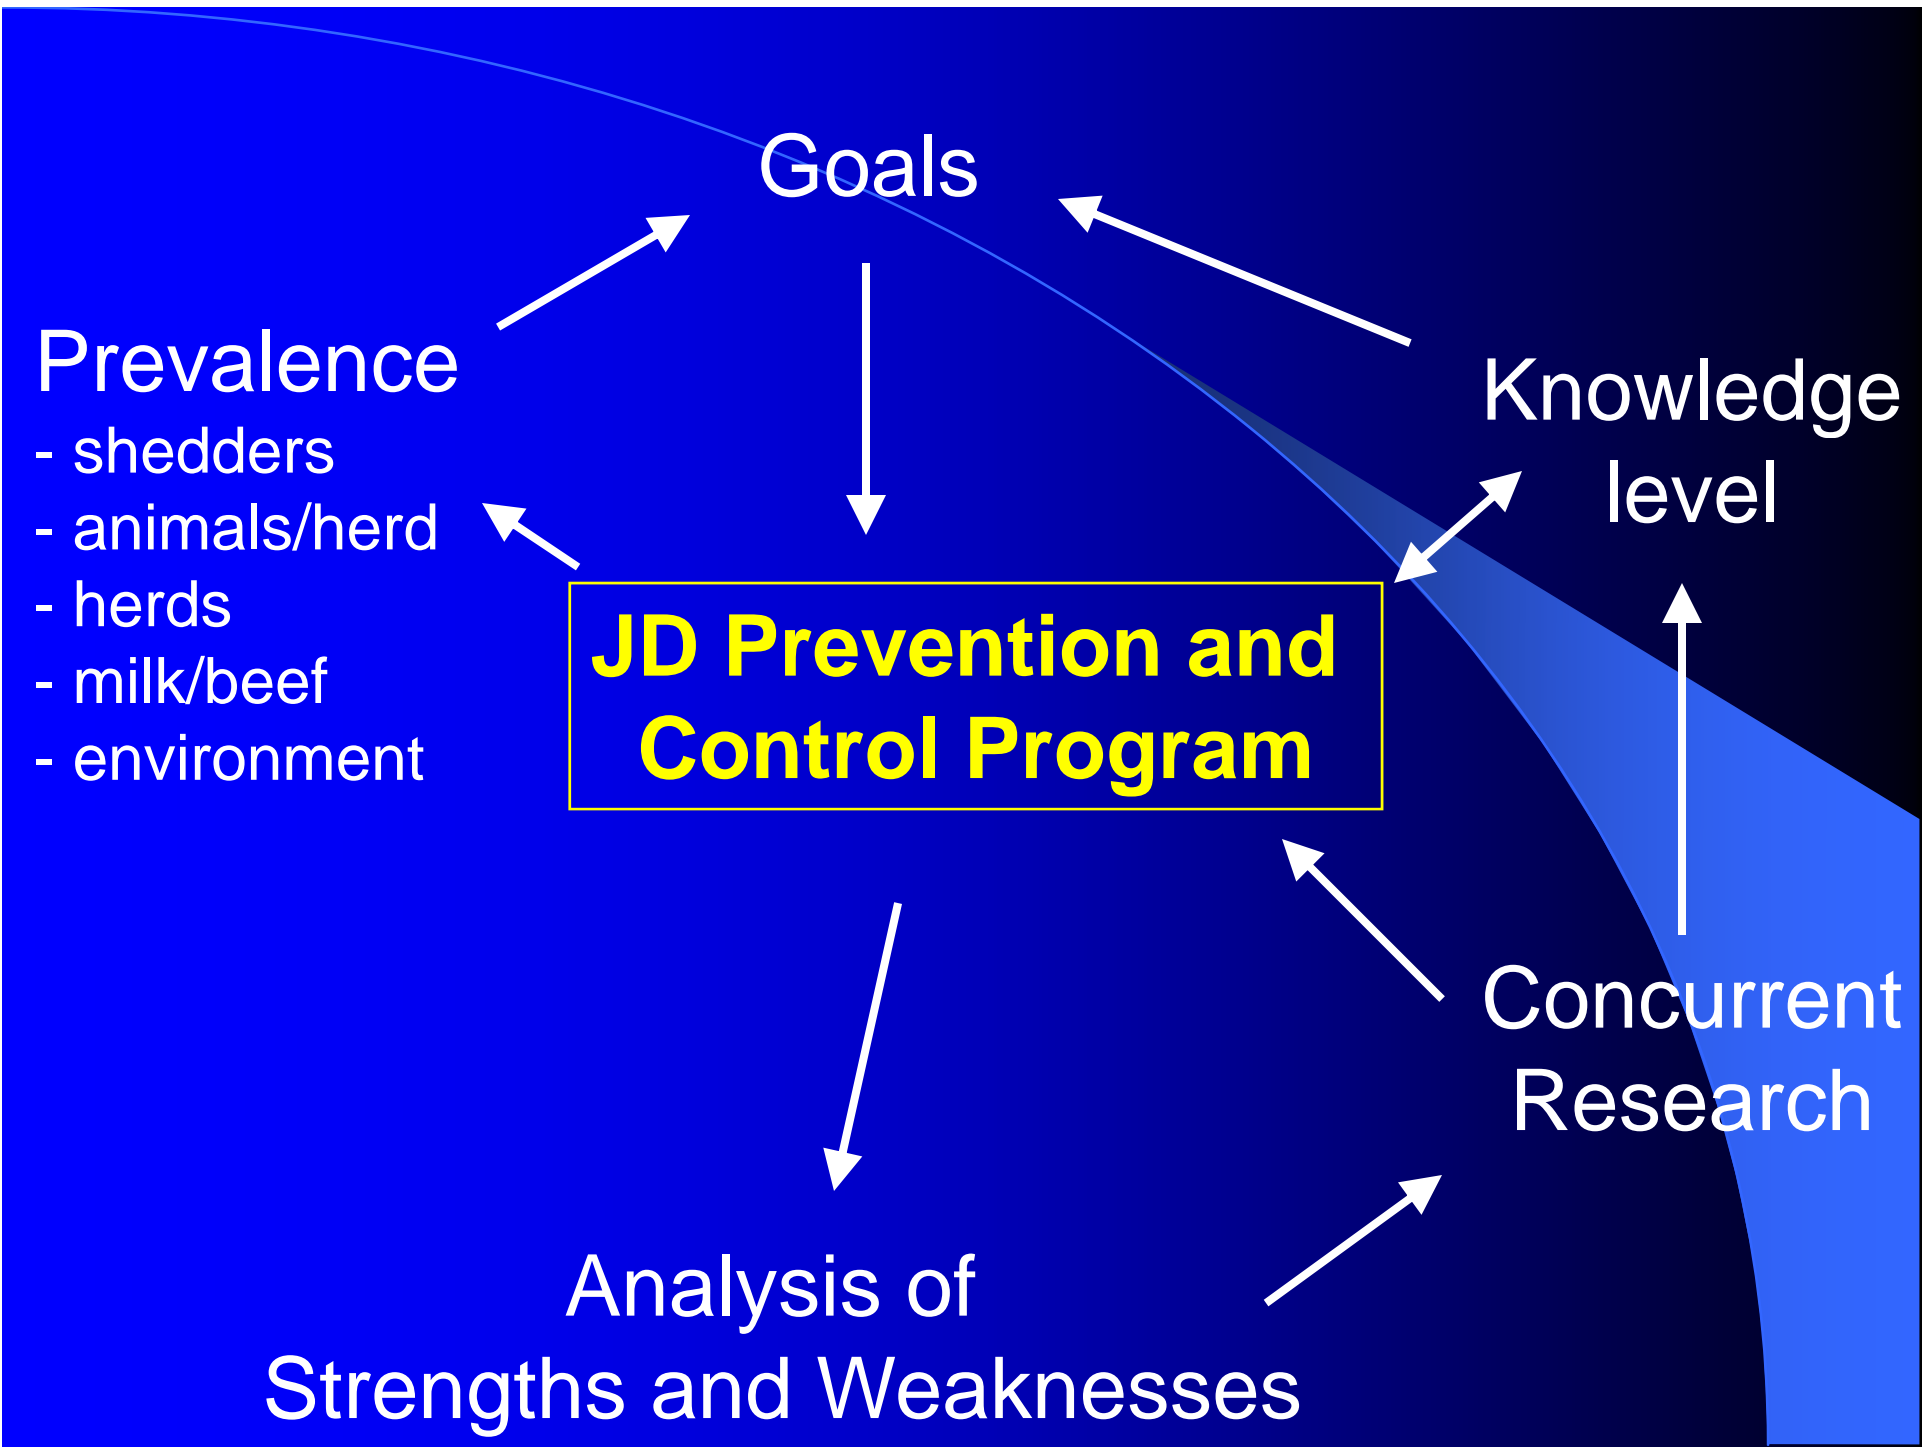 Goals
Prevalence
- shedders
- animals/herd
- herds
- milk/beef
- environment
Knowledge
level
JD Prevention and
Control Program
Concurrent
Research
Analysis of
Strengths and Weaknesses